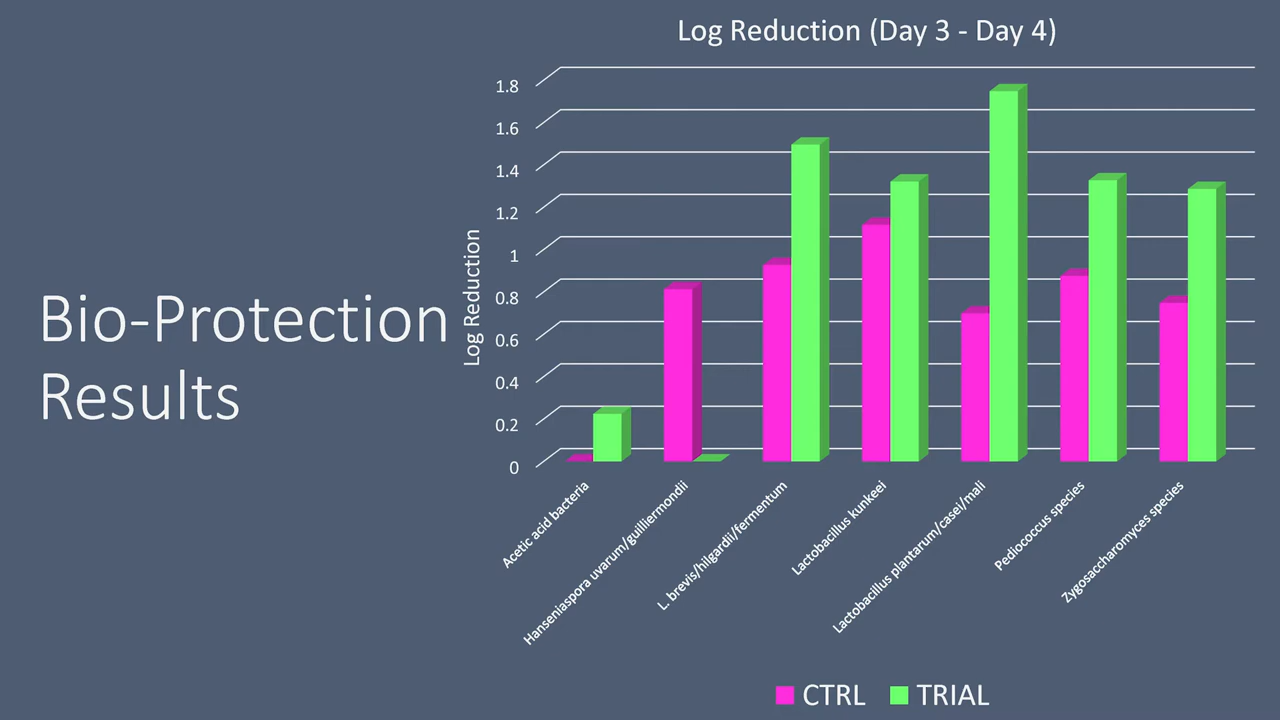 Log Reduction (Day 3 - Day 4)
Bio-Protection
Results
Log Reduction
1.8
1.6
1.4
1.2
1
0.8
0.6
0.4
0.2
0
Acetic acid bacteria
Hanseniaspora uvarum/guilliermondii
L. brevis/hilgardii/fermentum
Lactobacillus kunkeei
Lactobacillus plantarum/casei/mali
Pediococcus species
Zygosaccharomyces species
CTRL
TRIAL